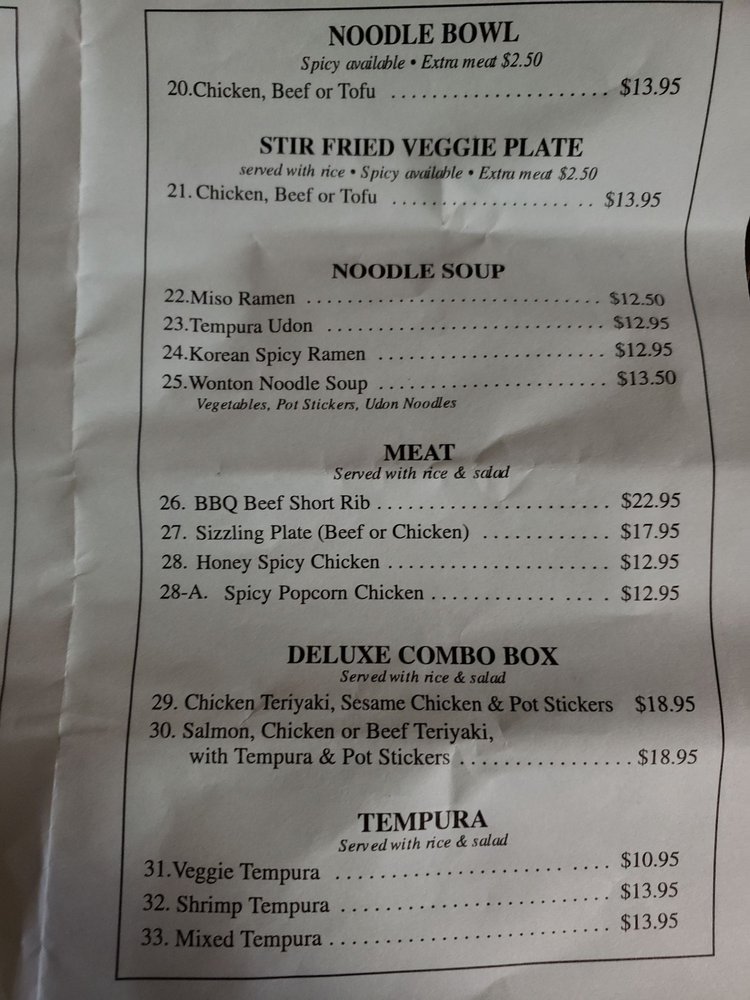 NOODLE BOWL
Spicy available • Extra meat $2.50
20.Chicken, Beef or Tofu .................... $13.95
STIR FRIED VEGGIE PLATE
served with rice • Spicy available • Extra meat $2.50
21. Chicken, Beef or Tofu .................... $13.95
NOODLE SOUP
22.Miso Ramen .............................. $12.50
23.Tempura Udon ........................... $12.95
24.Korean Spicy Ramen ...................... $12.95
25.Wonton Noodle Soup ...................... $13.50
Vegetables, Pot Stickers, Udon Noodles
MEAT
Served with rice & salad
26. BBQ Beef Short Rib ....................... $22.95
27. Sizzling Plate (Beef or Chicken) ............ $17.95
28. Honey Spicy Chicken ...................... $12.95
28-A. Spicy Popcorn Chicken ................. $12.95
DELUXE COMBO BOX
Served with rice & salad
29. Chicken Teriyaki, Sesame Chicken & Pot Stickers $18.95
30. Salmon, Chicken or Beef Teriyaki,
with Tempura & Pot Stickers ................. $18.95
TEMPURA
Served with rice & salad
31.Veggie Tempura .......................... $10.95
32. Shrimp Tempura .......................... $13.95
33. Mixed Tempura ........................... $13.95